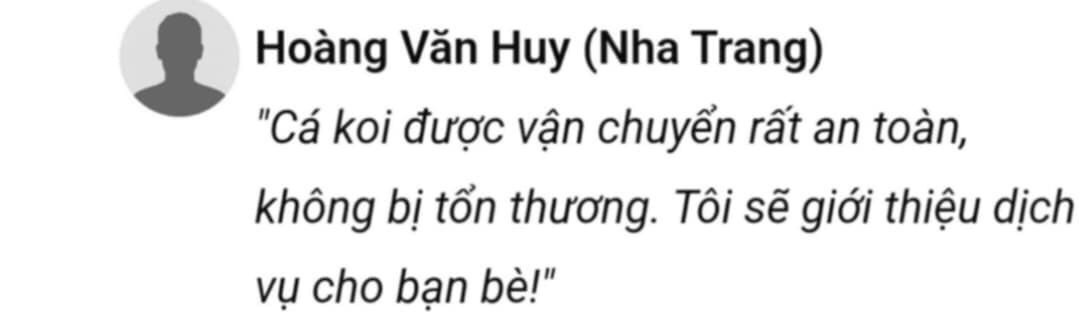 Hoàng Văn Huy (Nha Trang)
"Cá koi được vận chuyển rất an toàn,
không bị tổn thương. Tôi sẽ giới thiệu dịch
vụ cho bạn bè!"